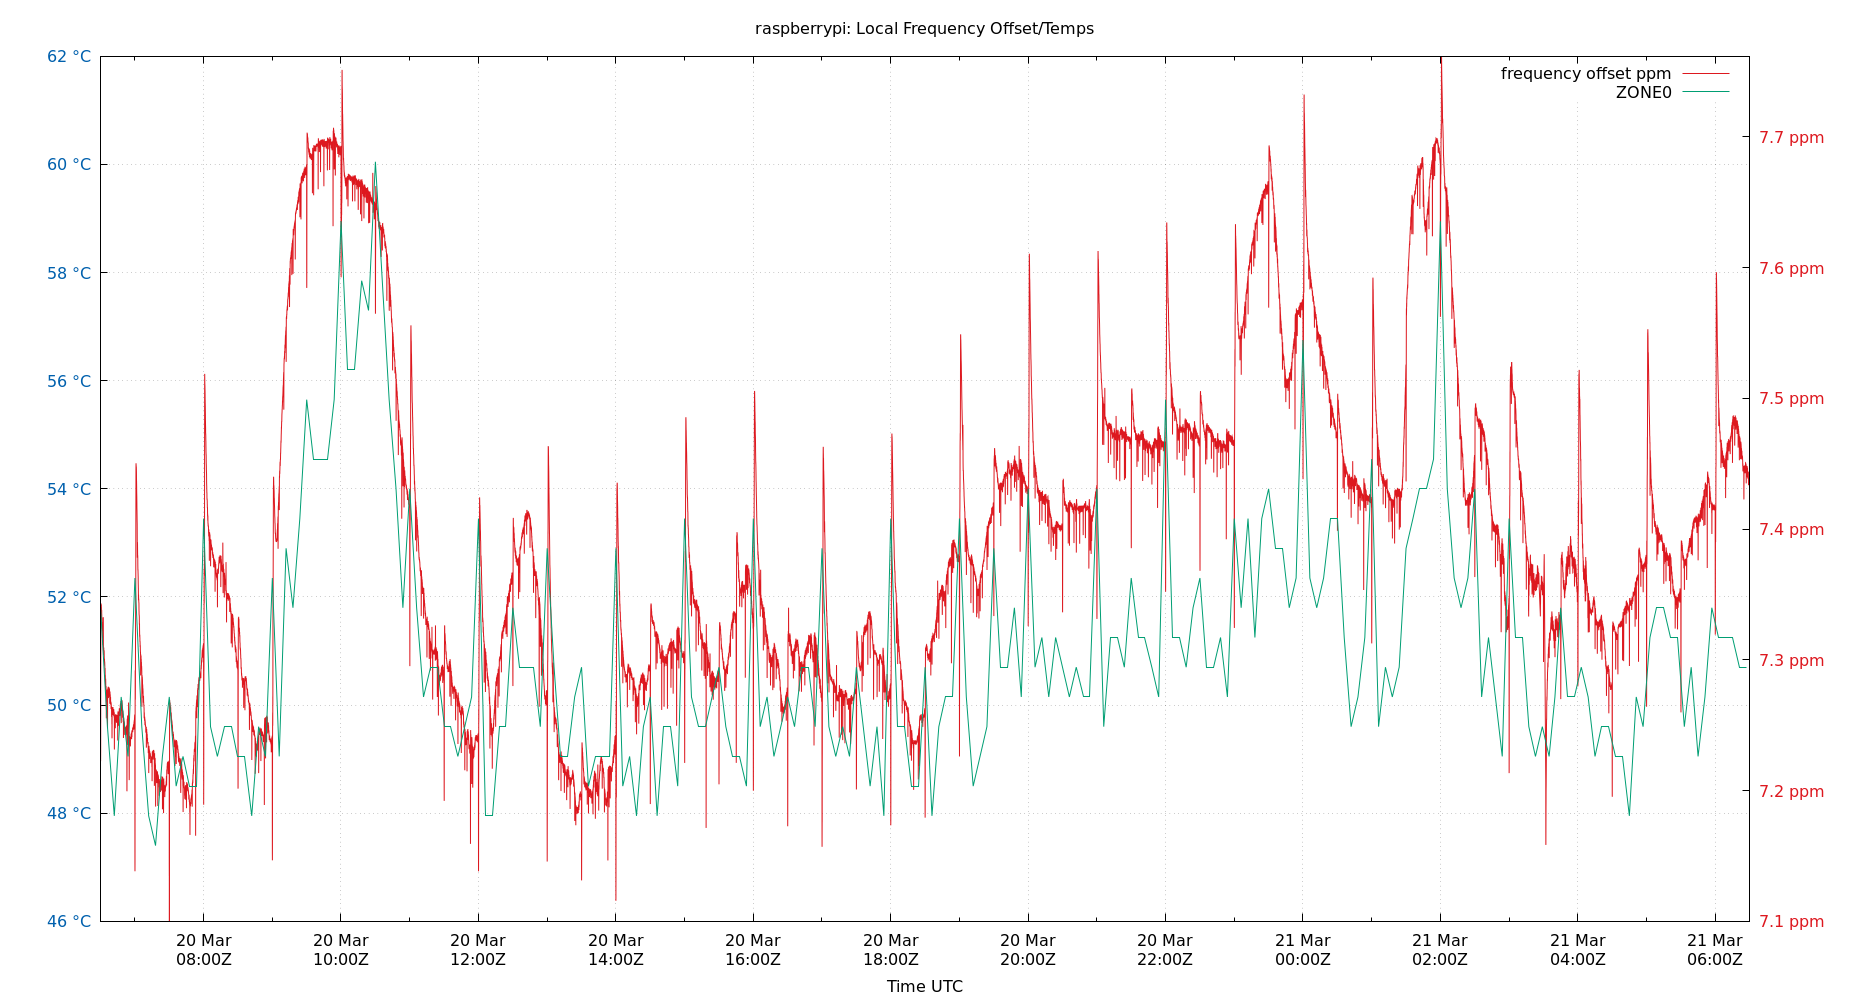 raspberrypi: Local Frequency Offset/Temps
frequency offset ppm
ZONE0
62 °C
60 °C
58 °C
56 °C
54 °C
52 °C
50 °C
48 °C
46 °C
7.7 ppm
7.6 ppm
7.5 ppm
7.4 ppm
7.3 ppm
7.2 ppm
7.1 ppm
20 Mar
08:00Z
20 Mar
10:00Z
20 Mar
12:00Z
20 Mar
14:00Z
20 Mar
16:00Z
20 Mar
18:00Z
20 Mar
20:00Z
20 Mar
22:00Z
21 Mar
00:00Z
21 Mar
02:00Z
21 Mar
04:00Z
21 Mar
06:00Z
Time UTC